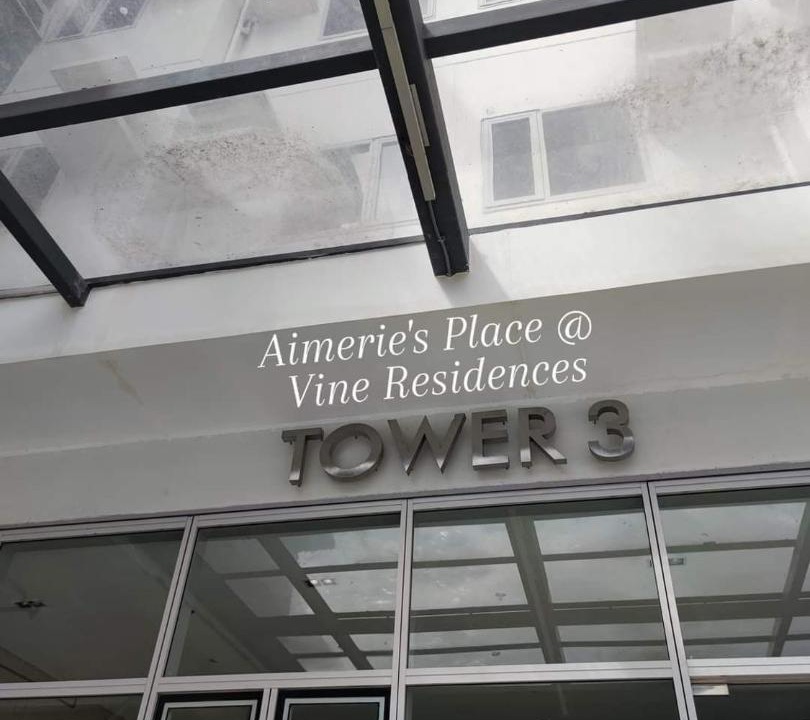 Aimerie's Place @
Vine Residences
TOWER 3